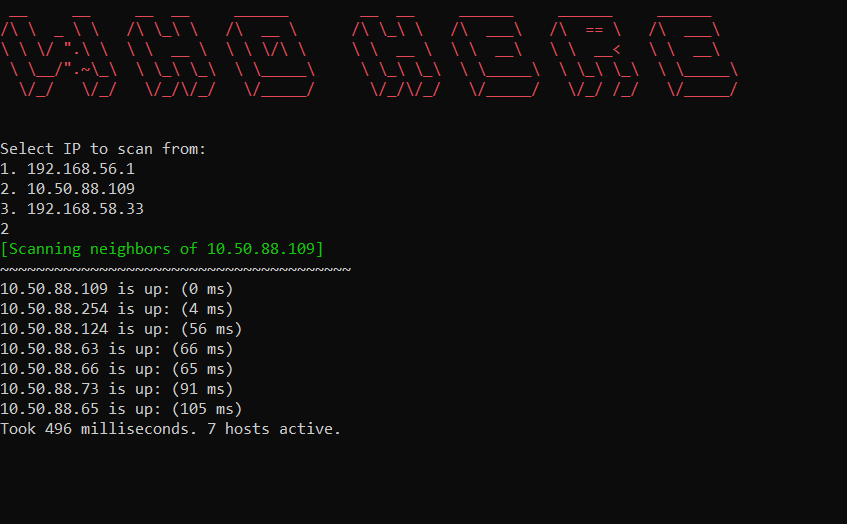 WHO HERE
Select IP to scan from:
1. 192.168.56.1
2. 10.50.88.109
3. 192.168.58.33
2
[Scanning neighbors of 10.50.88.109]
~~~~~~~~~~~~~~~~~~~~~~~~~~~~~~~~~~~~~~~
10.50.88.109 is up: (0 ms)
10.50.88.254 is up: (4 ms)
10.50.88.124 is up: (56 ms)
10.50.88.63 is up: (66 ms)
10.50.88.66 is up: (65 ms)
10.50.88.73 is up: (91 ms)
10.50.88.65 is up: (105 ms)
Took 496 milliseconds. 7 hosts active.